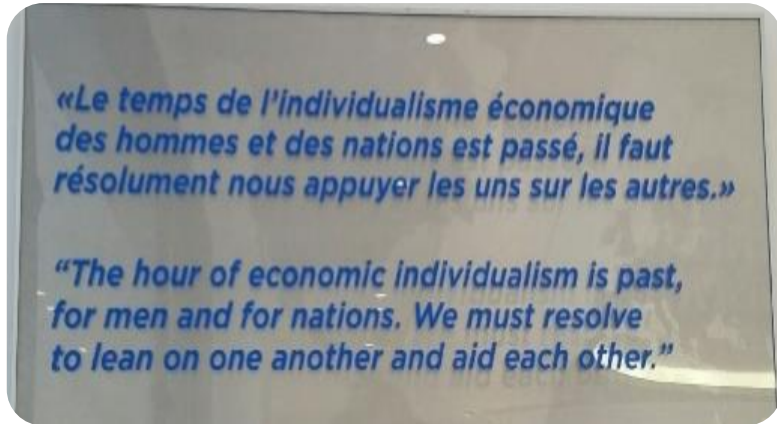 «Le temps de l'individualisme économique
des hommes et des nations est passé, il faut
résolument nous appuyer les uns sur les autres.»
“The hour of economic individualism is past,
for men and for nations. We must resolve
to lean on one another and aid each other.”